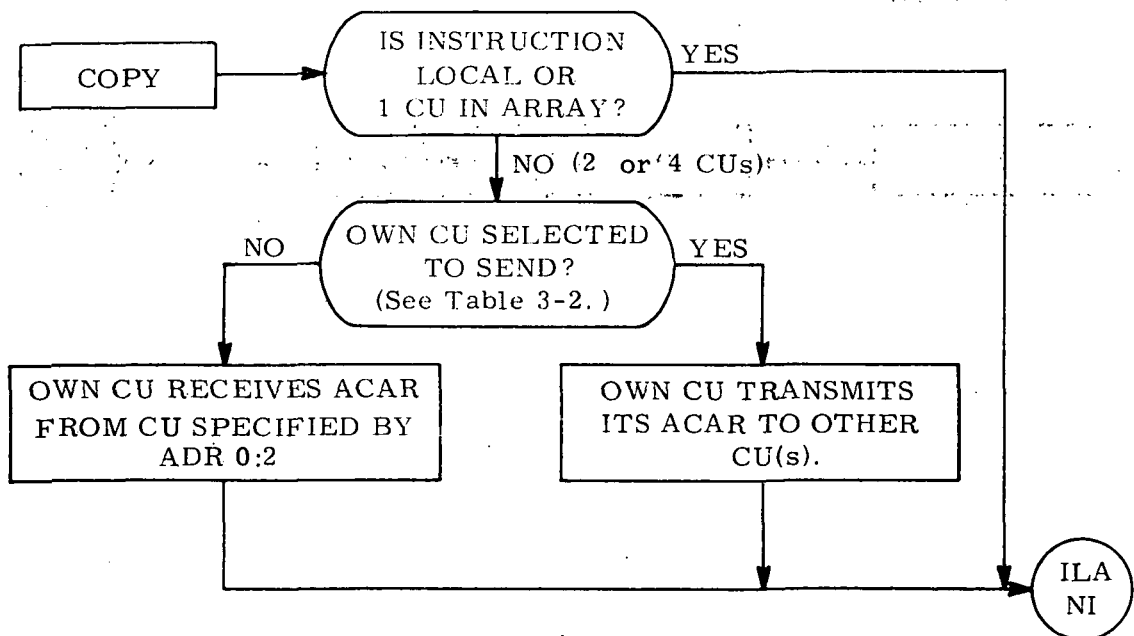 COPY
IS INSTRUCTION
LOCAL OR
1 CU IN ARRAY?
YES
NO (2 or 4 CUs)
OWN CU SELECTED
TO SEND?
(See Table 3-2.)
NO
YES
OWN CU RECEIVES ACAR
FROM CU SPECIFIED BY
ADR 0:2
OWN CU TRANSMITS
ITS ACAR TO OTHER
CU(s).
ILA
NI